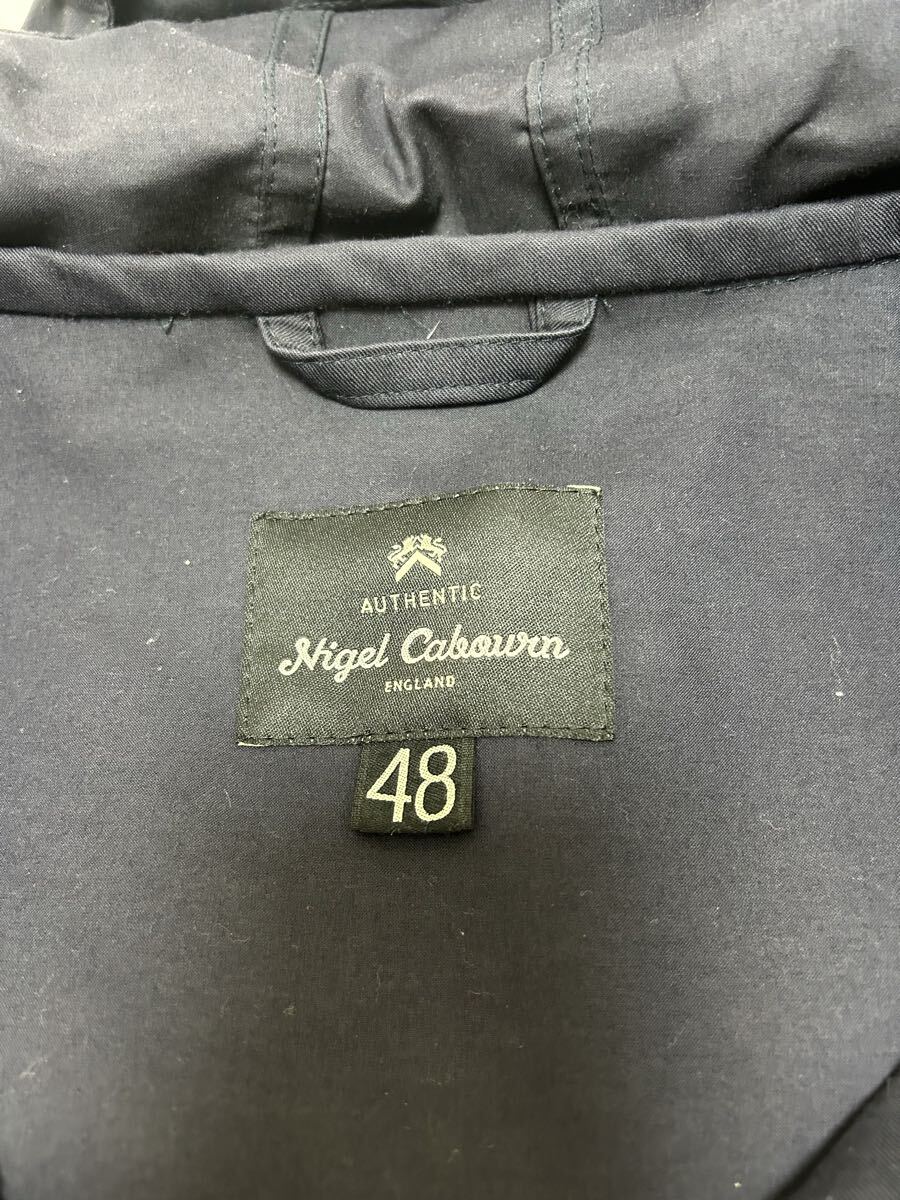 AUTHENTIC
Nigel Cabourn
ENGLAND
48